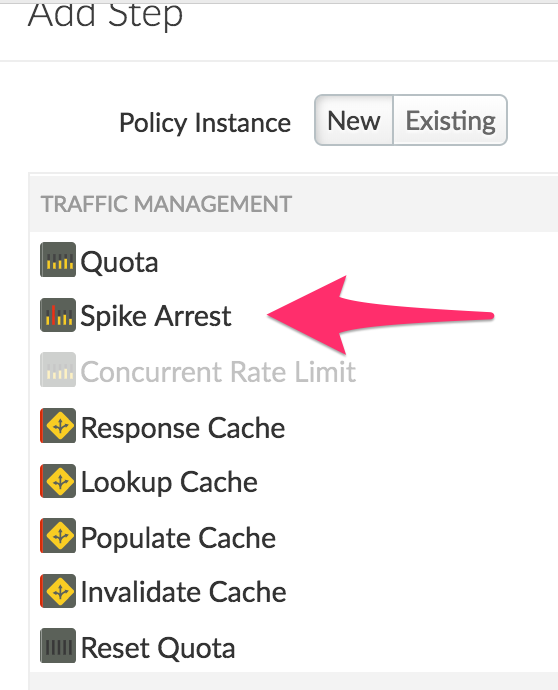 Add Step
Policy Instance New Existing
TRAFFIC MANAGEMENT
Quota
Spike Arrest
Concurrent Rate Limit
Response Cache
Lookup Cache
Populate Cache
Invalidate Cache
Reset Quota